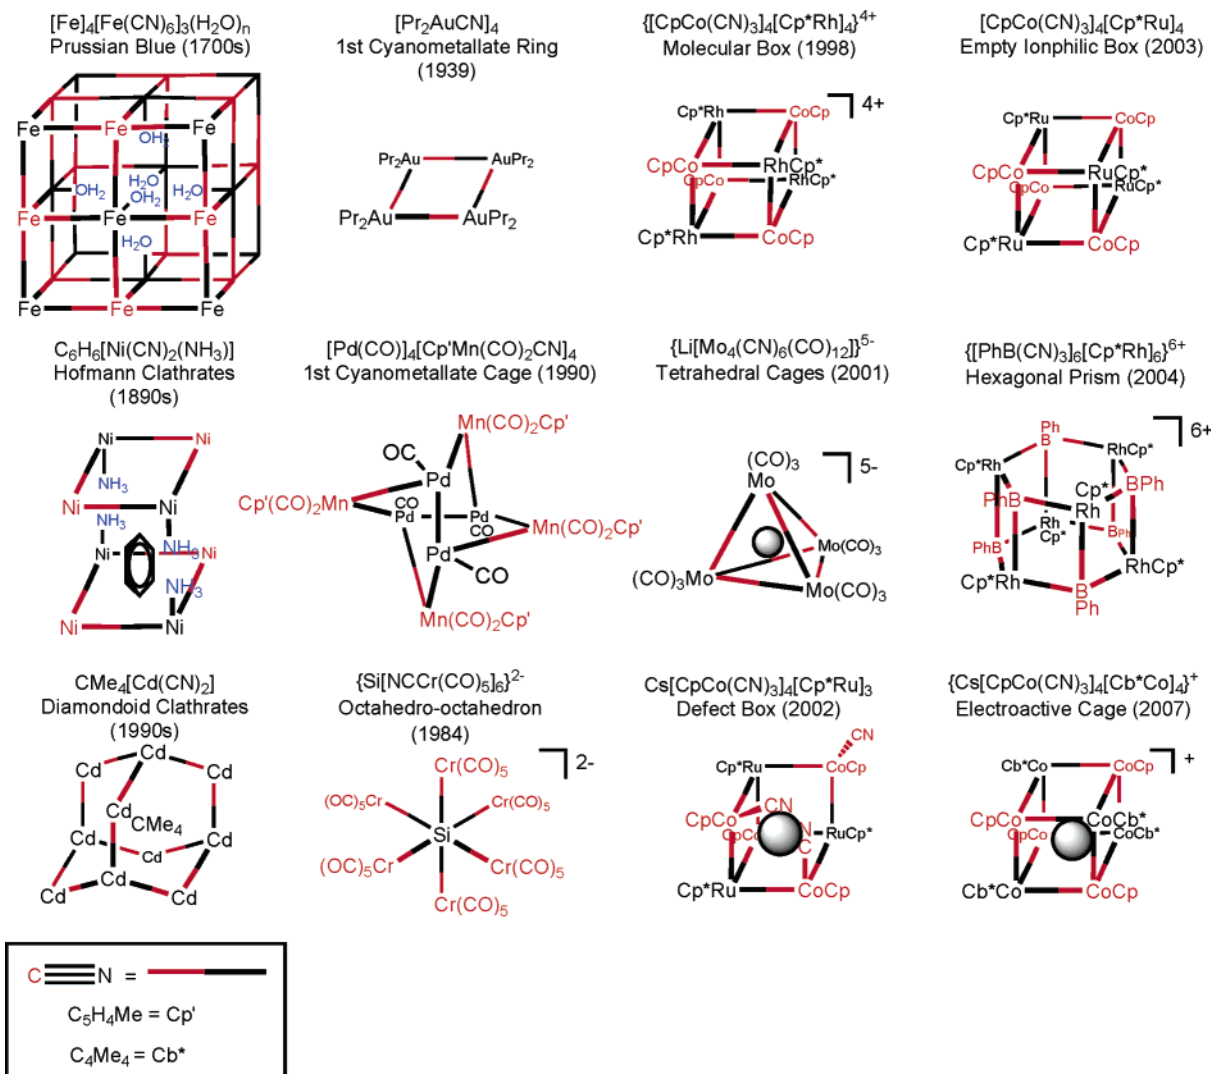 [Fe]4[Fe(CN)6]3(H2O)n
Prussian Blue (1700s)
Fe Fe Fe
OH2
OH2 H2O H2O
OH2
Fe Fe Fe
H2O
Fe Fe Fe
[Pr2AuCN]4
1st Cyanometallate Ring
(1939)
Pr2Au AuPr2
Pr2Au AuPr2
{[CpCo(CN)3]4[Cp*Rh]4}4+
Molecular Box (1998)
4+
Cp*Rh CoCp
CpCo RhCp*
CpCo RhCp*
Cp*Rh CoCp
[CpCo(CN)3]4[Cp*Ru]4
Empty Ionphilic Box (2003)
Cp*Ru CoCp
CpCo RuCp*
CpCo RuCp*
Cp*Ru CoCp
C6H6[Ni(CN)2(NH3)]
Hofmann Clathrates
(1890s)
Ni Ni
NH3
Ni Ni
NH3
Ni NH3 Ni
NH3
Ni Ni
[Pd(CO)]4[Cp'Mn(CO)2CN]4
1st Cyanometallate Cage (1990)
Mn(CO)2Cp'
OC
Pd
Cp'(CO)2Mn CO
Pd Pd Mn(CO)2Cp'
CO
Pd
CO
Mn(CO)2Cp'
{Li[Mo4(CN)6(CO)12]}5-
Tetrahedral Cages (2001)
5-
(CO)3
Mo
Mo(CO)3
(CO)3Mo Mo(CO)3
{[PhB(CN)3]6[Cp*Rh]6}6+
Hexagonal Prism (2004)
6+
Ph
B
Cp*Rh RhCp*
Cp*
PhB Rh BPh
Rh
Cp* BPh
PhB
Cp*Rh RhCp*
B
Ph
CMe4[Cd(CN)2]
Diamondoid Clathrates
(1990s)
Cd
Cd Cd
Cd
CMe4
Cd Cd Cd
Cd Cd Cd
{Si[NCCr(CO)5]6}2-
Octahedro-octahedron
(1984)
2-
Cr(CO)5
(OC)5Cr Cr(CO)5
Si
(OC)5Cr Cr(CO)5
Cr(CO)5
Cs[CpCo(CN)3]4[Cp*Ru]3
Defect Box (2002)
CN
Cp*Ru CoCp
CN
CpCo N
CpCo RuCp*
C
Cp*Ru CoCp
{Cs[CpCo(CN)3]4[Cb*Co]4}+
Electroactive Cage (2007)
+
Cb*Co CoCp
CpCo CoCb*
CpCo CoCb*
Cb*Co CoCp
C N =
C5H4Me = Cp'
C4Me4 = Cb*